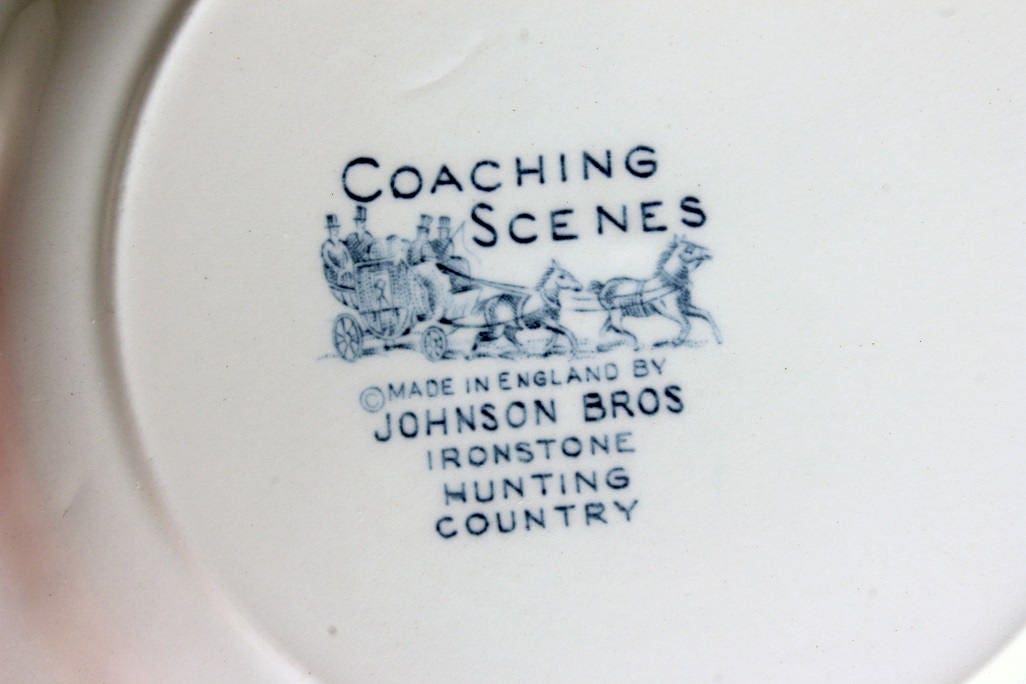 COACHING
SCENES
©MADE IN ENGLAND BY
JOHNSON BROS
IRONSTONE
HUNTING
COUNTRY